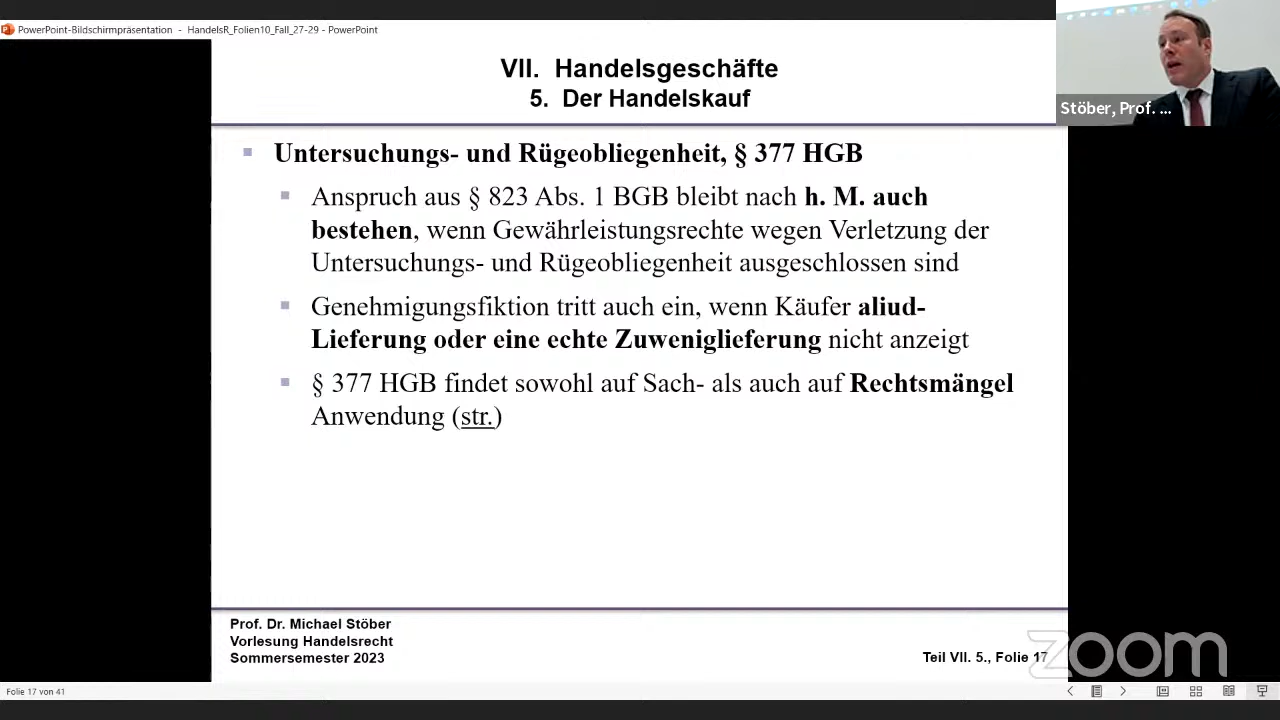 PowerPoint-Bildschirmpräsentation - HandelsR_Folien10_Fall_27-29 - PowerPoint
Stöber, Prof. ...
VII. Handelsgeschäfte
5. Der Handelskauf
Untersuchungs- und Rügeobliegenheit, § 377 HGB
Anspruch aus § 823 Abs. 1 BGB bleibt nach h. M. auch
bestehen, wenn Gewährleistungsrechte wegen Verletzung der
Untersuchungs- und Rügeobliegenheit ausgeschlossen sind
Genehmigungsfiktion tritt auch ein, wenn Käufer aliud-
Lieferung oder eine echte Zuweniglieferung nicht anzeigt
§ 377 HGB findet sowohl auf Sach- als auch auf Rechtsmängel
Anwendung (str.)
Prof. Dr. Michael Stöber
Vorlesung Handelsrecht
Sommersemester 2023
Teil VII. 5., Folie 17
zoom
Folie 17 von 41